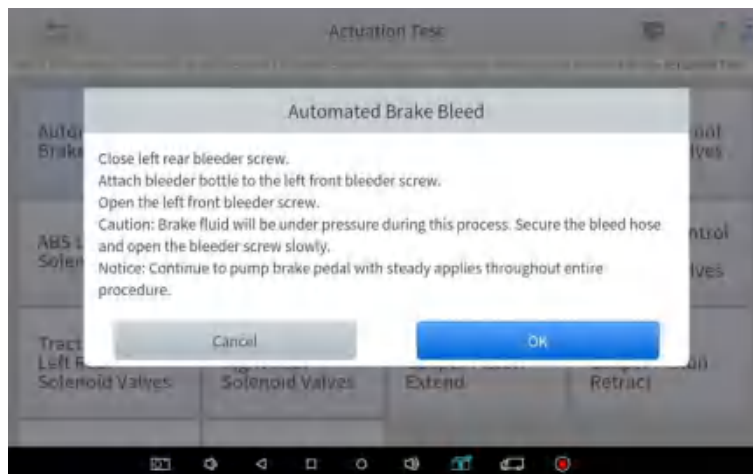 Actuation Test
Automated Brake Bleed
Close left rear bleeder screw.
Attach bleeder bottle to the left front bleeder screw.
Open the left front bleeder screw.
Caution: Brake fluid will be under pressure during this process. Secure the bleed hose
and open the bleeder screw slowly.
Notice: Continue to pump brake pedal with steady applies throughout entire
procedure.
Cancel
OK
ABS
Solenoid Valves
Solenoid Valves
Extend
Retract